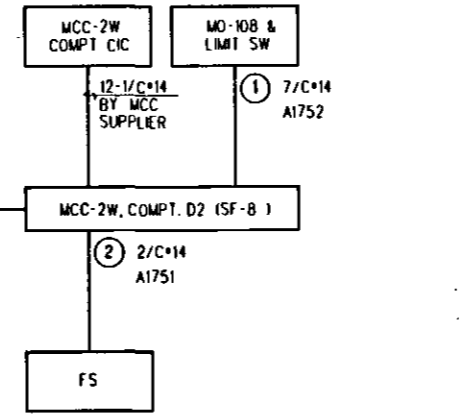 MCC-2W
COMPT CIC
MO-108 &
LIMIT SW
12-1/C•14
BY MCC
SUPPLIER
1
7/C•14
A1752
MCC-2W, COMPT. D2 (SF-8 )
2
2/C•14
A1751
FS